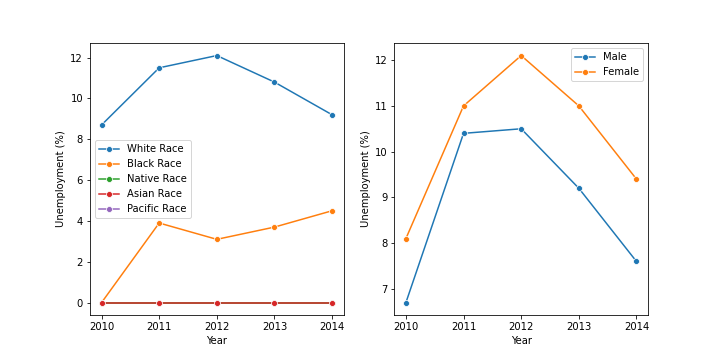 Unemployment (%)
12
10
8
6
4
2
0
White Race
Black Race
Native Race
Asian Race
Pacific Race
2010 2011 2012 2013 2014
Year
Unemployment (%)
12
11
10
9
8
7
Male
Female
2010 2011 2012 2013 2014
Year